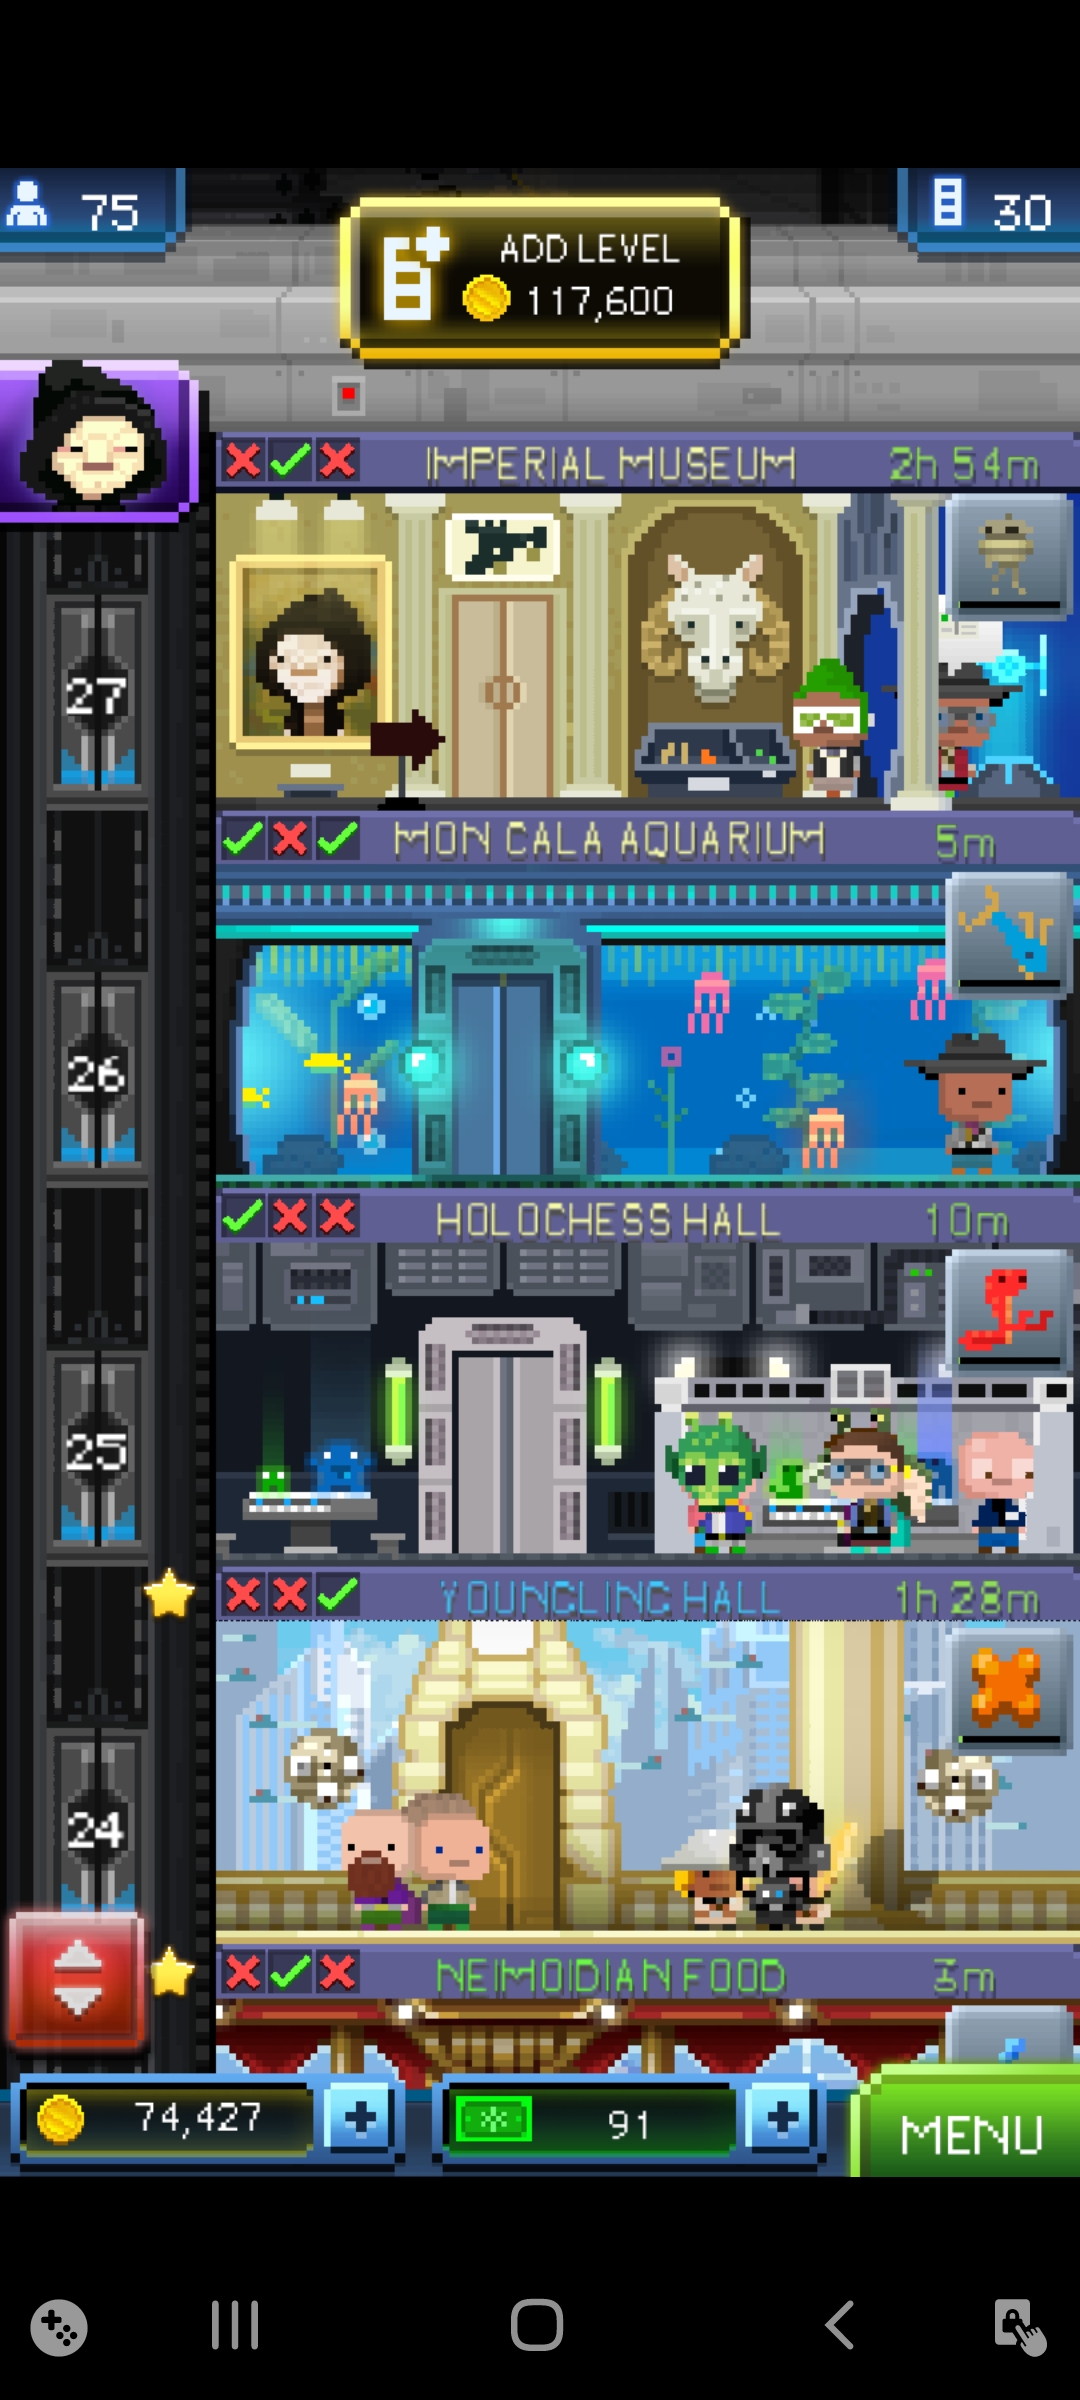 75
ADD LEVEL
117,600
30
IMPERIAL MUSEUM 2h 54m
27
MON CALA AQUARIUM 5m
26
HOLOCHESS HALL 10m
25
YOUNGLING HALL 1h 28m
24
NEIMOIDIAN FOOD 3m
74,427
91
MENU